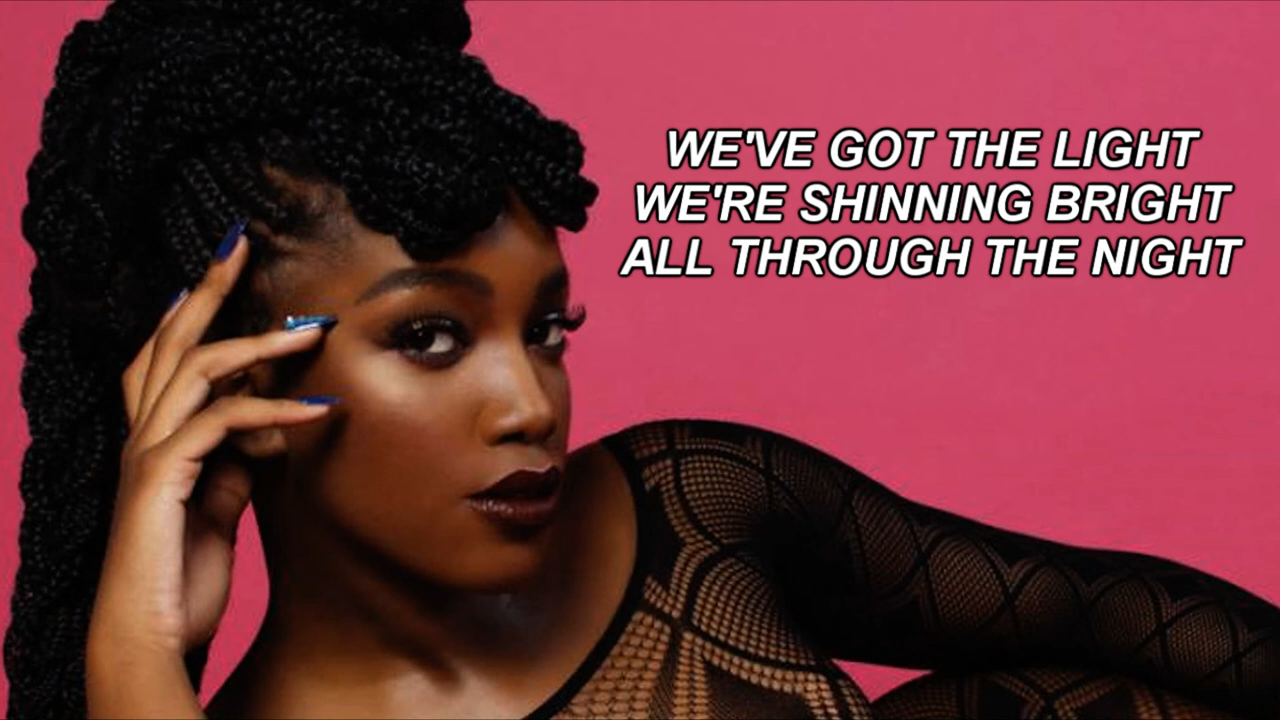 WE'VE GOT THE LIGHT
WE'RE SHINNING BRIGHT
ALL THROUGH THE NIGHT